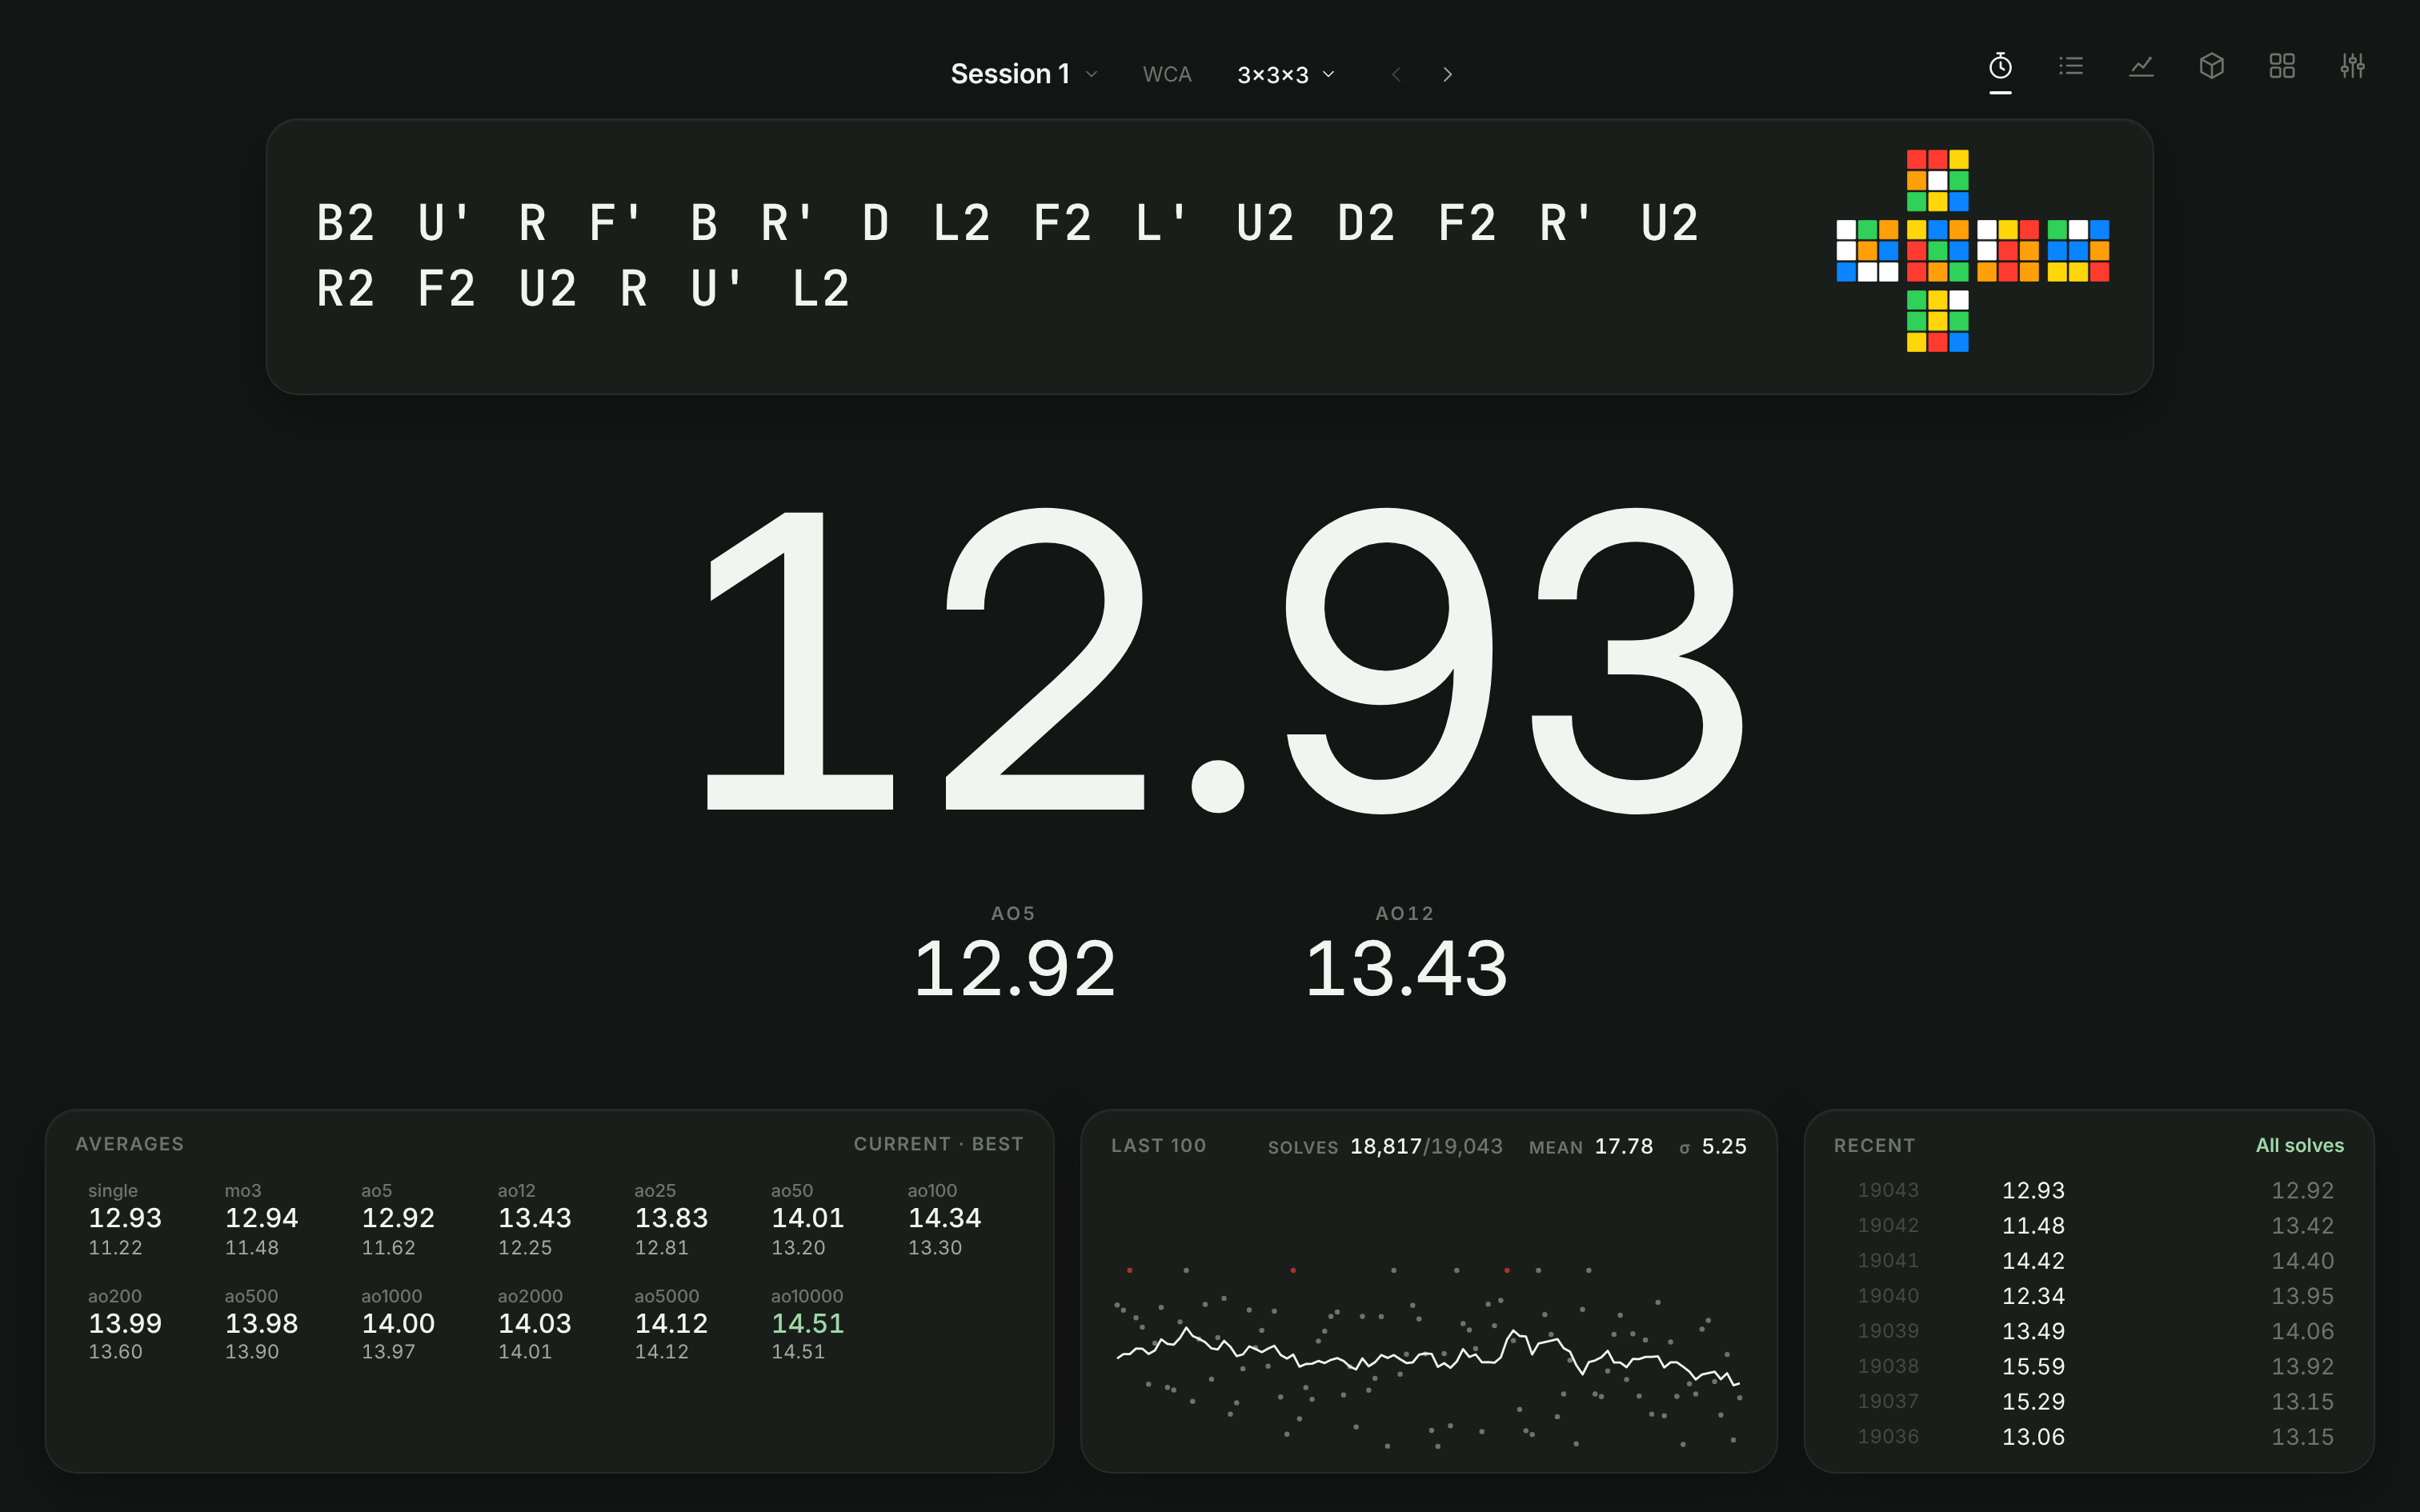 Session 1 WCA 3×3×3
B2 U' R F' B R' D L2 F2 L' U2 D2 F2 R' U2
R2 F2 U2 R U' L2
12.93
AO5 AO12
12.92 13.43
AVERAGES CURRENT · BEST
single mo3 ao5 ao12 ao25 ao50 ao100
12.93 12.94 12.92 13.43 13.83 14.01 14.34
11.22 11.48 11.62 12.25 12.81 13.20 13.30
ao200 ao500 ao1000 ao2000 ao5000 ao10000
13.99 13.98 14.00 14.03 14.12 14.51
13.60 13.90 13.97 14.01 14.12 14.51
LAST 100 SOLVES 18,817/19,043 MEAN 17.78 σ 5.25
RECENT All solves
19043 12.93 12.92
19042 11.48 13.42
19041 14.42 14.40
19040 12.34 13.95
19039 13.49 14.06
19038 15.59 13.92
19037 15.29 13.15
19036 13.06 13.15